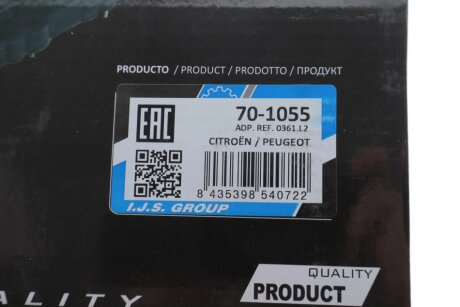 PRODUCTO / PRODUCT / PRODOTTO / ПРОДУКТ
EAC
70-1055
ADP. REF. 0361.L2
CITROËN / PEUGEOT
8 435398 540722
I.J.S. GROUP
QUALITY
PRODUCT
ALITY